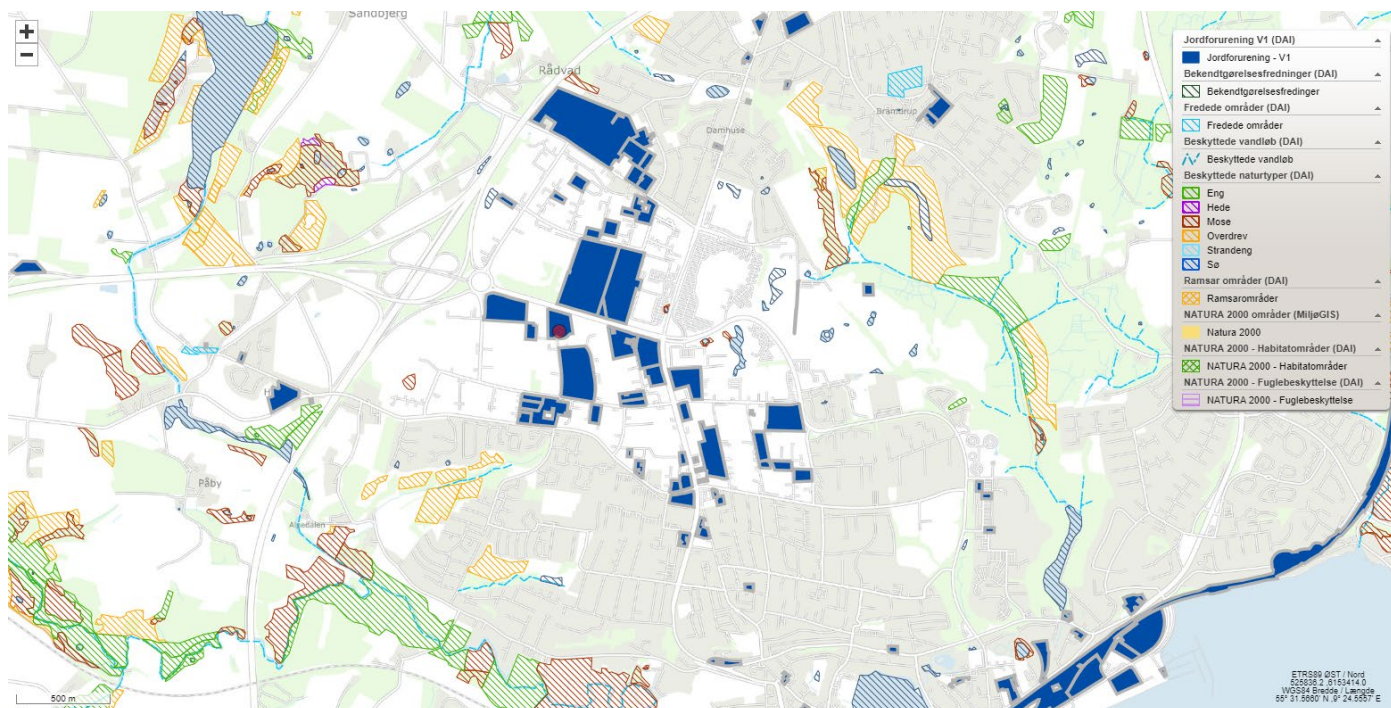 +
−
Sandbjerg
Rådvad
Damhuse
Bramdrup
Påby
Alpedalen
Jordforurening V1 (DAI)
Jordforurening - V1
Bekendtgørelsesfredninger (DAI)
Bekendtgørelsesfredinger
Fredede områder (DAI)
Fredede områder
Beskyttede vandløb (DAI)
Beskyttede vandløb
Beskyttede naturtyper (DAI)
Eng
Hede
Mose
Overdrev
Strandeng
Sø
Ramsar områder (DAI)
Ramsarområder
NATURA 2000 områder (MiljøGIS)
Natura 2000
NATURA 2000 - Habitatområder (DAI)
NATURA 2000 - Habitatområder
NATURA 2000 - Fuglebeskyttelse (DAI)
NATURA 2000 - Fuglebeskyttelse
500 m
ETRS89 ØST / Nord
525836.2 ,6153414.0
WGS84 Bredde / Længde
55° 31.5660' N ,9° 24.5557' E